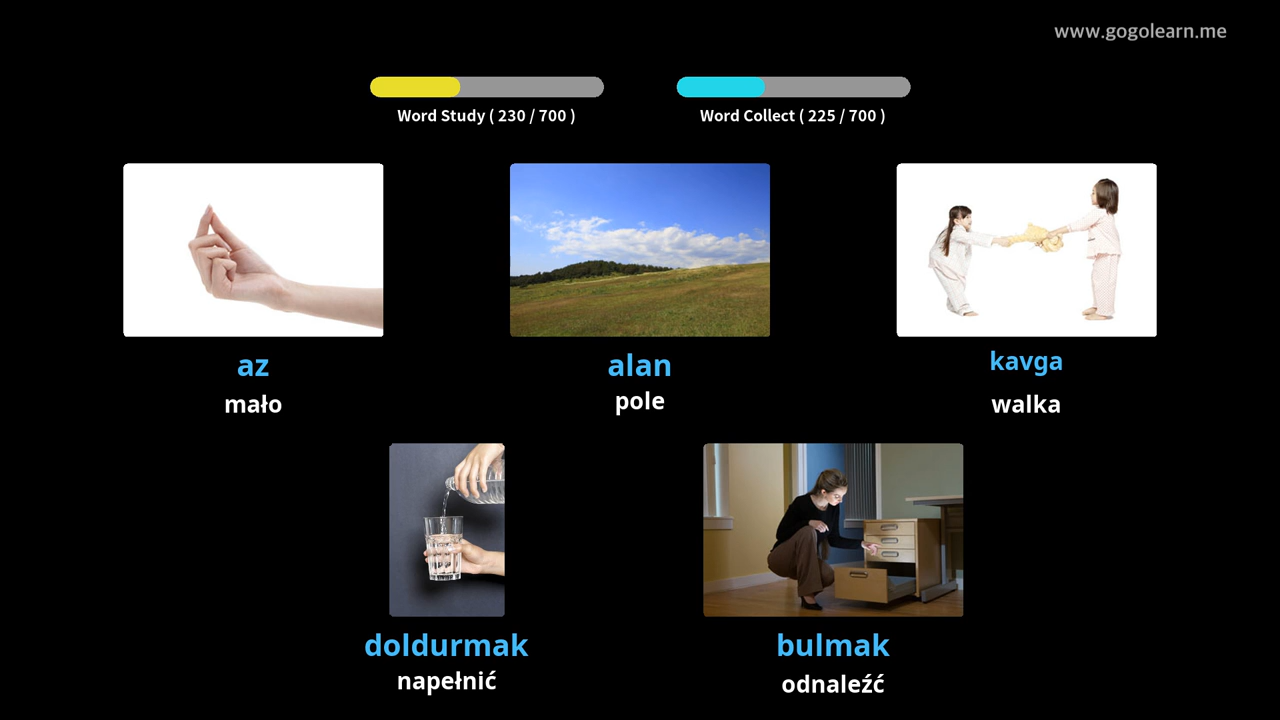 www.gogolearn.me
Word Study ( 230 / 700 )
Word Collect ( 225 / 700 )
az
mało
alan
pole
kavga
walka
doldurmak
napełnić
bulmak
odnaleźć